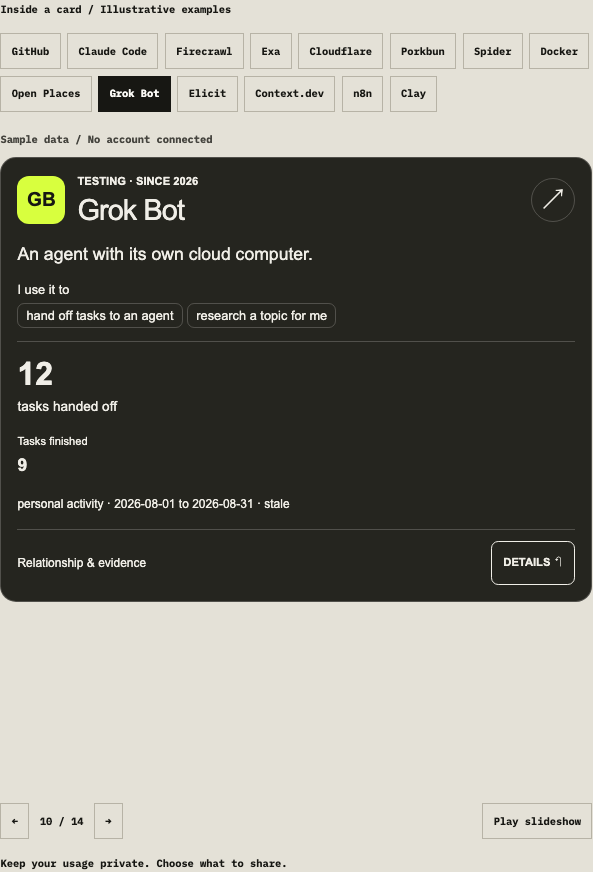 Inside a card / Illustrative examples
GitHub Claude Code Firecrawl Exa Cloudflare Porkbun Spider Docker
Open Places Grok Bot Elicit Context.dev n8n Clay
Sample data / No account connected
GB
TESTING · SINCE 2026
Grok Bot
An agent with its own cloud computer.
I use it to
hand off tasks to an agent research a topic for me
12
tasks handed off
Tasks finished
9
personal activity · 2026-08-01 to 2026-08-31 · stale
Relationship & evidence DETAILS
← 10 / 14 → Play slideshow
Keep your usage private. Choose what to share.